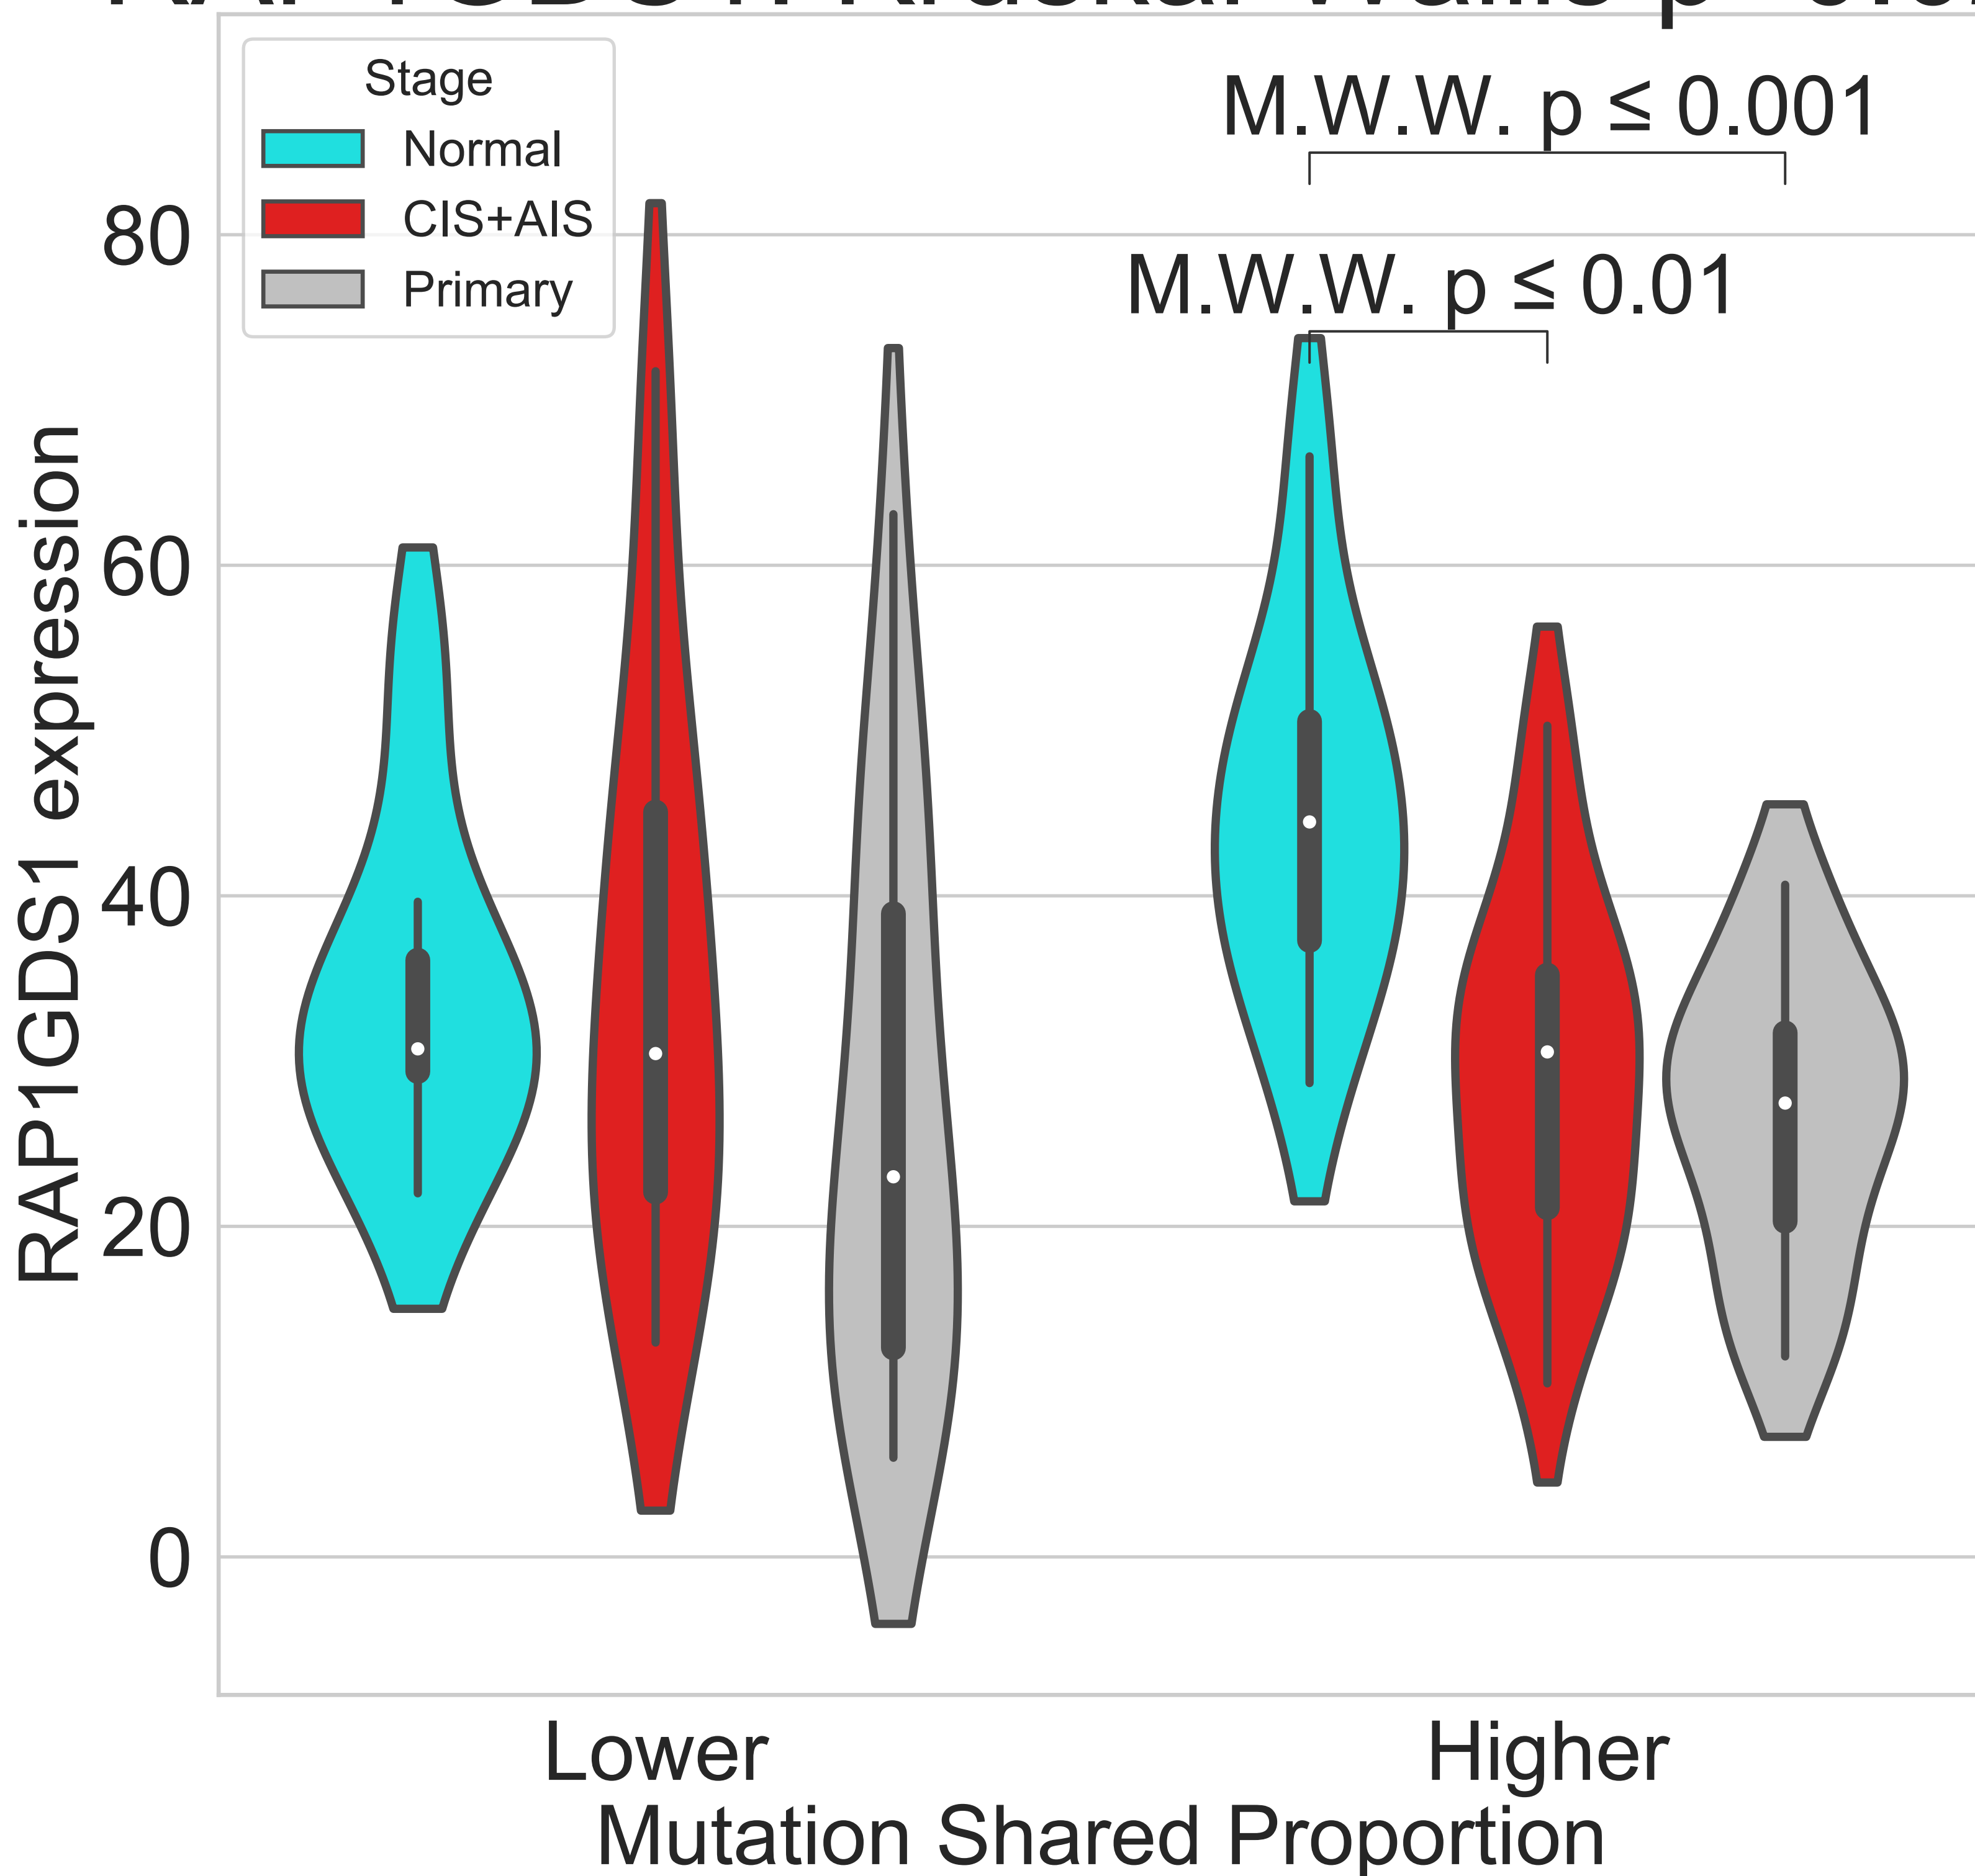 Stage
Normal
CIS+AIS
Primary
M.W.W. p ≤ 0.001
M.W.W. p ≤ 0.01
80
60
40
20
0
RAP1GDS1 expression
Lower
Higher
Mutation Shared Proportion